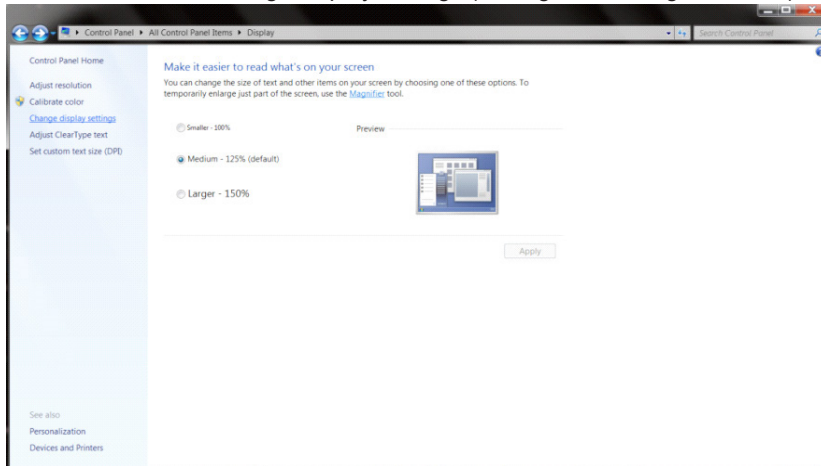 Control Panel ▸ All Control Panel Items ▸ Display
Search Control Panel
Control Panel Home
Adjust resolution
Calibrate color
Change display settings
Adjust ClearType text
Set custom text size (DPI)
Make it easier to read what's on your screen
You can change the size of text and other items on your screen by choosing one of these options. To
temporarily enlarge just part of the screen, use the Magnifier tool.
Smaller - 100%
Preview
Medium - 125% (default)
Larger - 150%
Apply
See also
Personalization
Devices and Printers